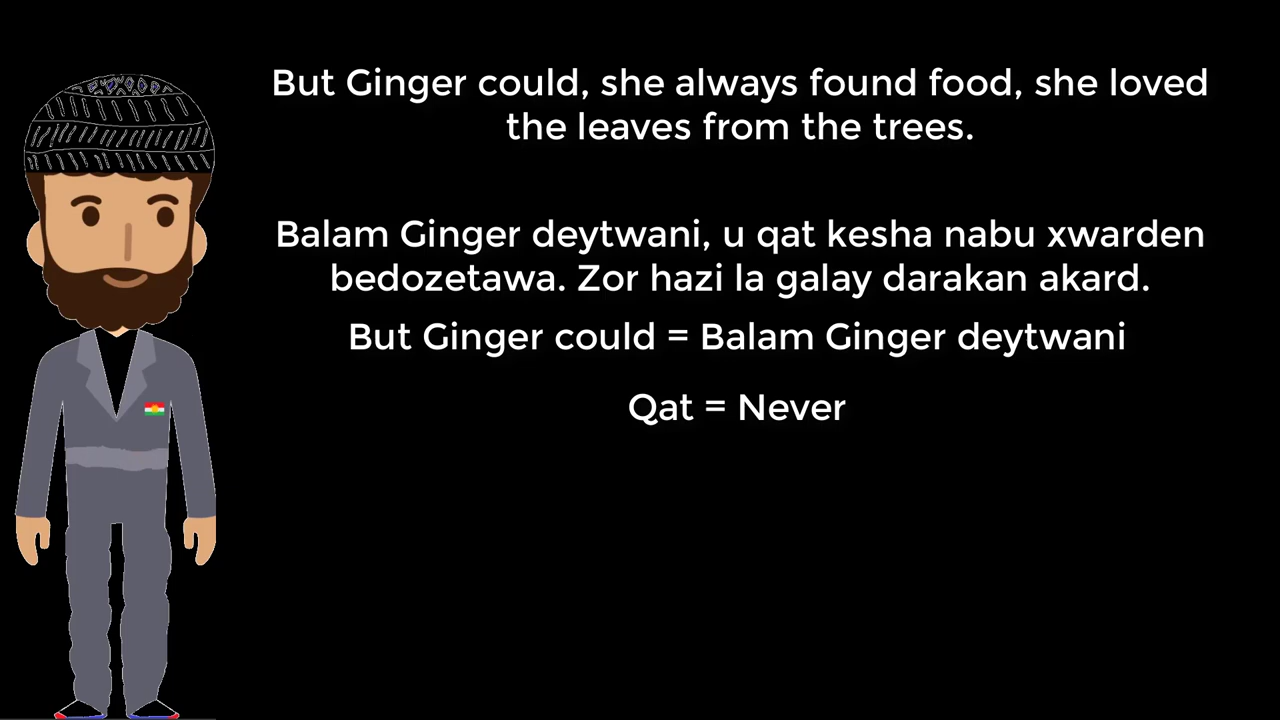 But Ginger could, she always found food, she loved
the leaves from the trees.
Balam Ginger deytwani, u qat kesha nabu xwarden
bedozetawa. Zor hazi la galay darakan akard.
But Ginger could = Balam Ginger deytwani
Qat = Never